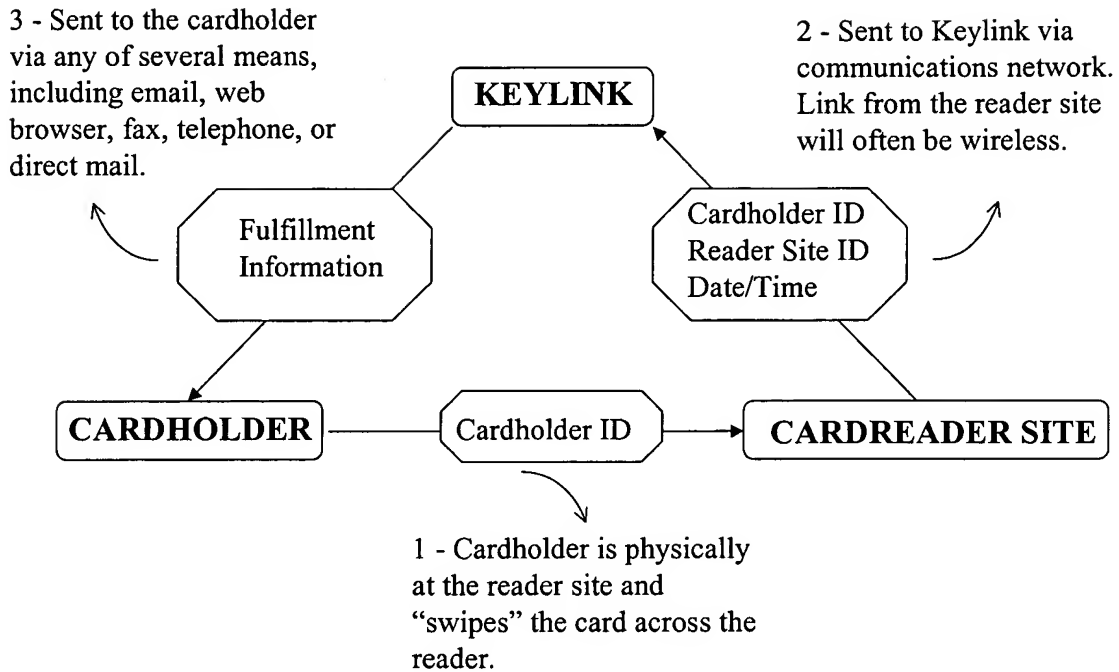 3 - Sent to the cardholder
via any of several means,
including email, web
browser, fax, telephone, or
direct mail.
2 - Sent to Keylink via
communications network.
Link from the reader site
will often be wireless.
KEYLINK
Fulfillment
Information
Cardholder ID
Reader Site ID
Date/Time
CARDHOLDER
Cardholder ID
CARDREADER SITE
1 - Cardholder is physically
at the reader site and
“swipes” the card across the
reader.